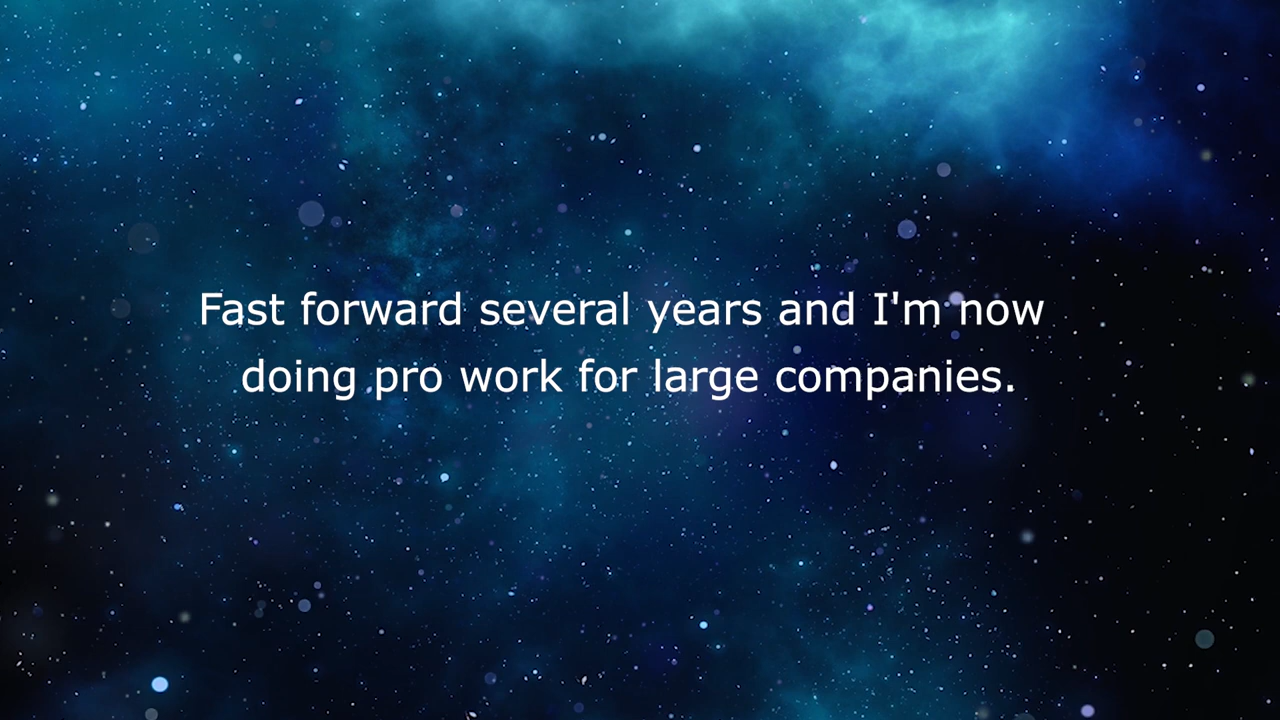 Fast forward several years and I'm now
doing pro work for large companies.